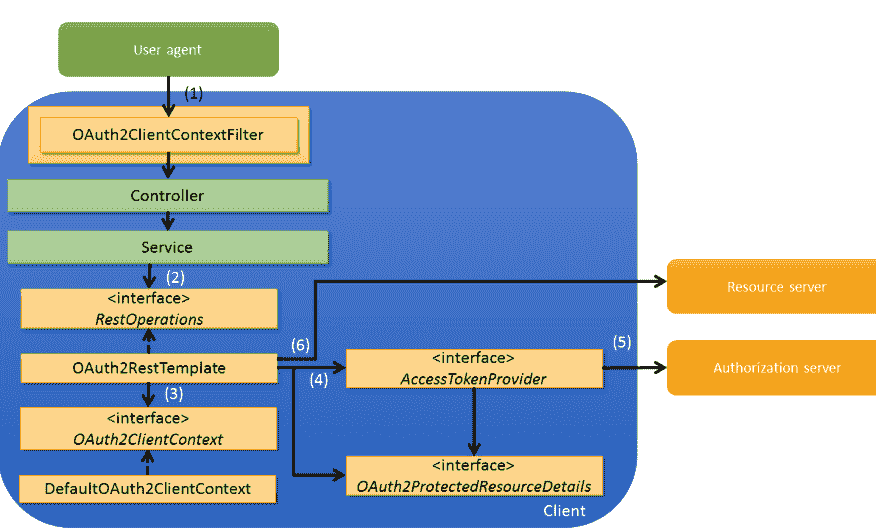 User agent
(1)
OAuth2ClientContextFilter
Controller
Service
(2)
<interface>
RestOperations
Resource server
(6)
OAuth2RestTemplate
(4)
<interface>
AccessTokenProvider
(5)
Authorization server
(3)
<interface>
OAuth2ClientContext
DefaultOAuth2ClientContext
<interface>
OAuth2ProtectedResourceDetails
Client